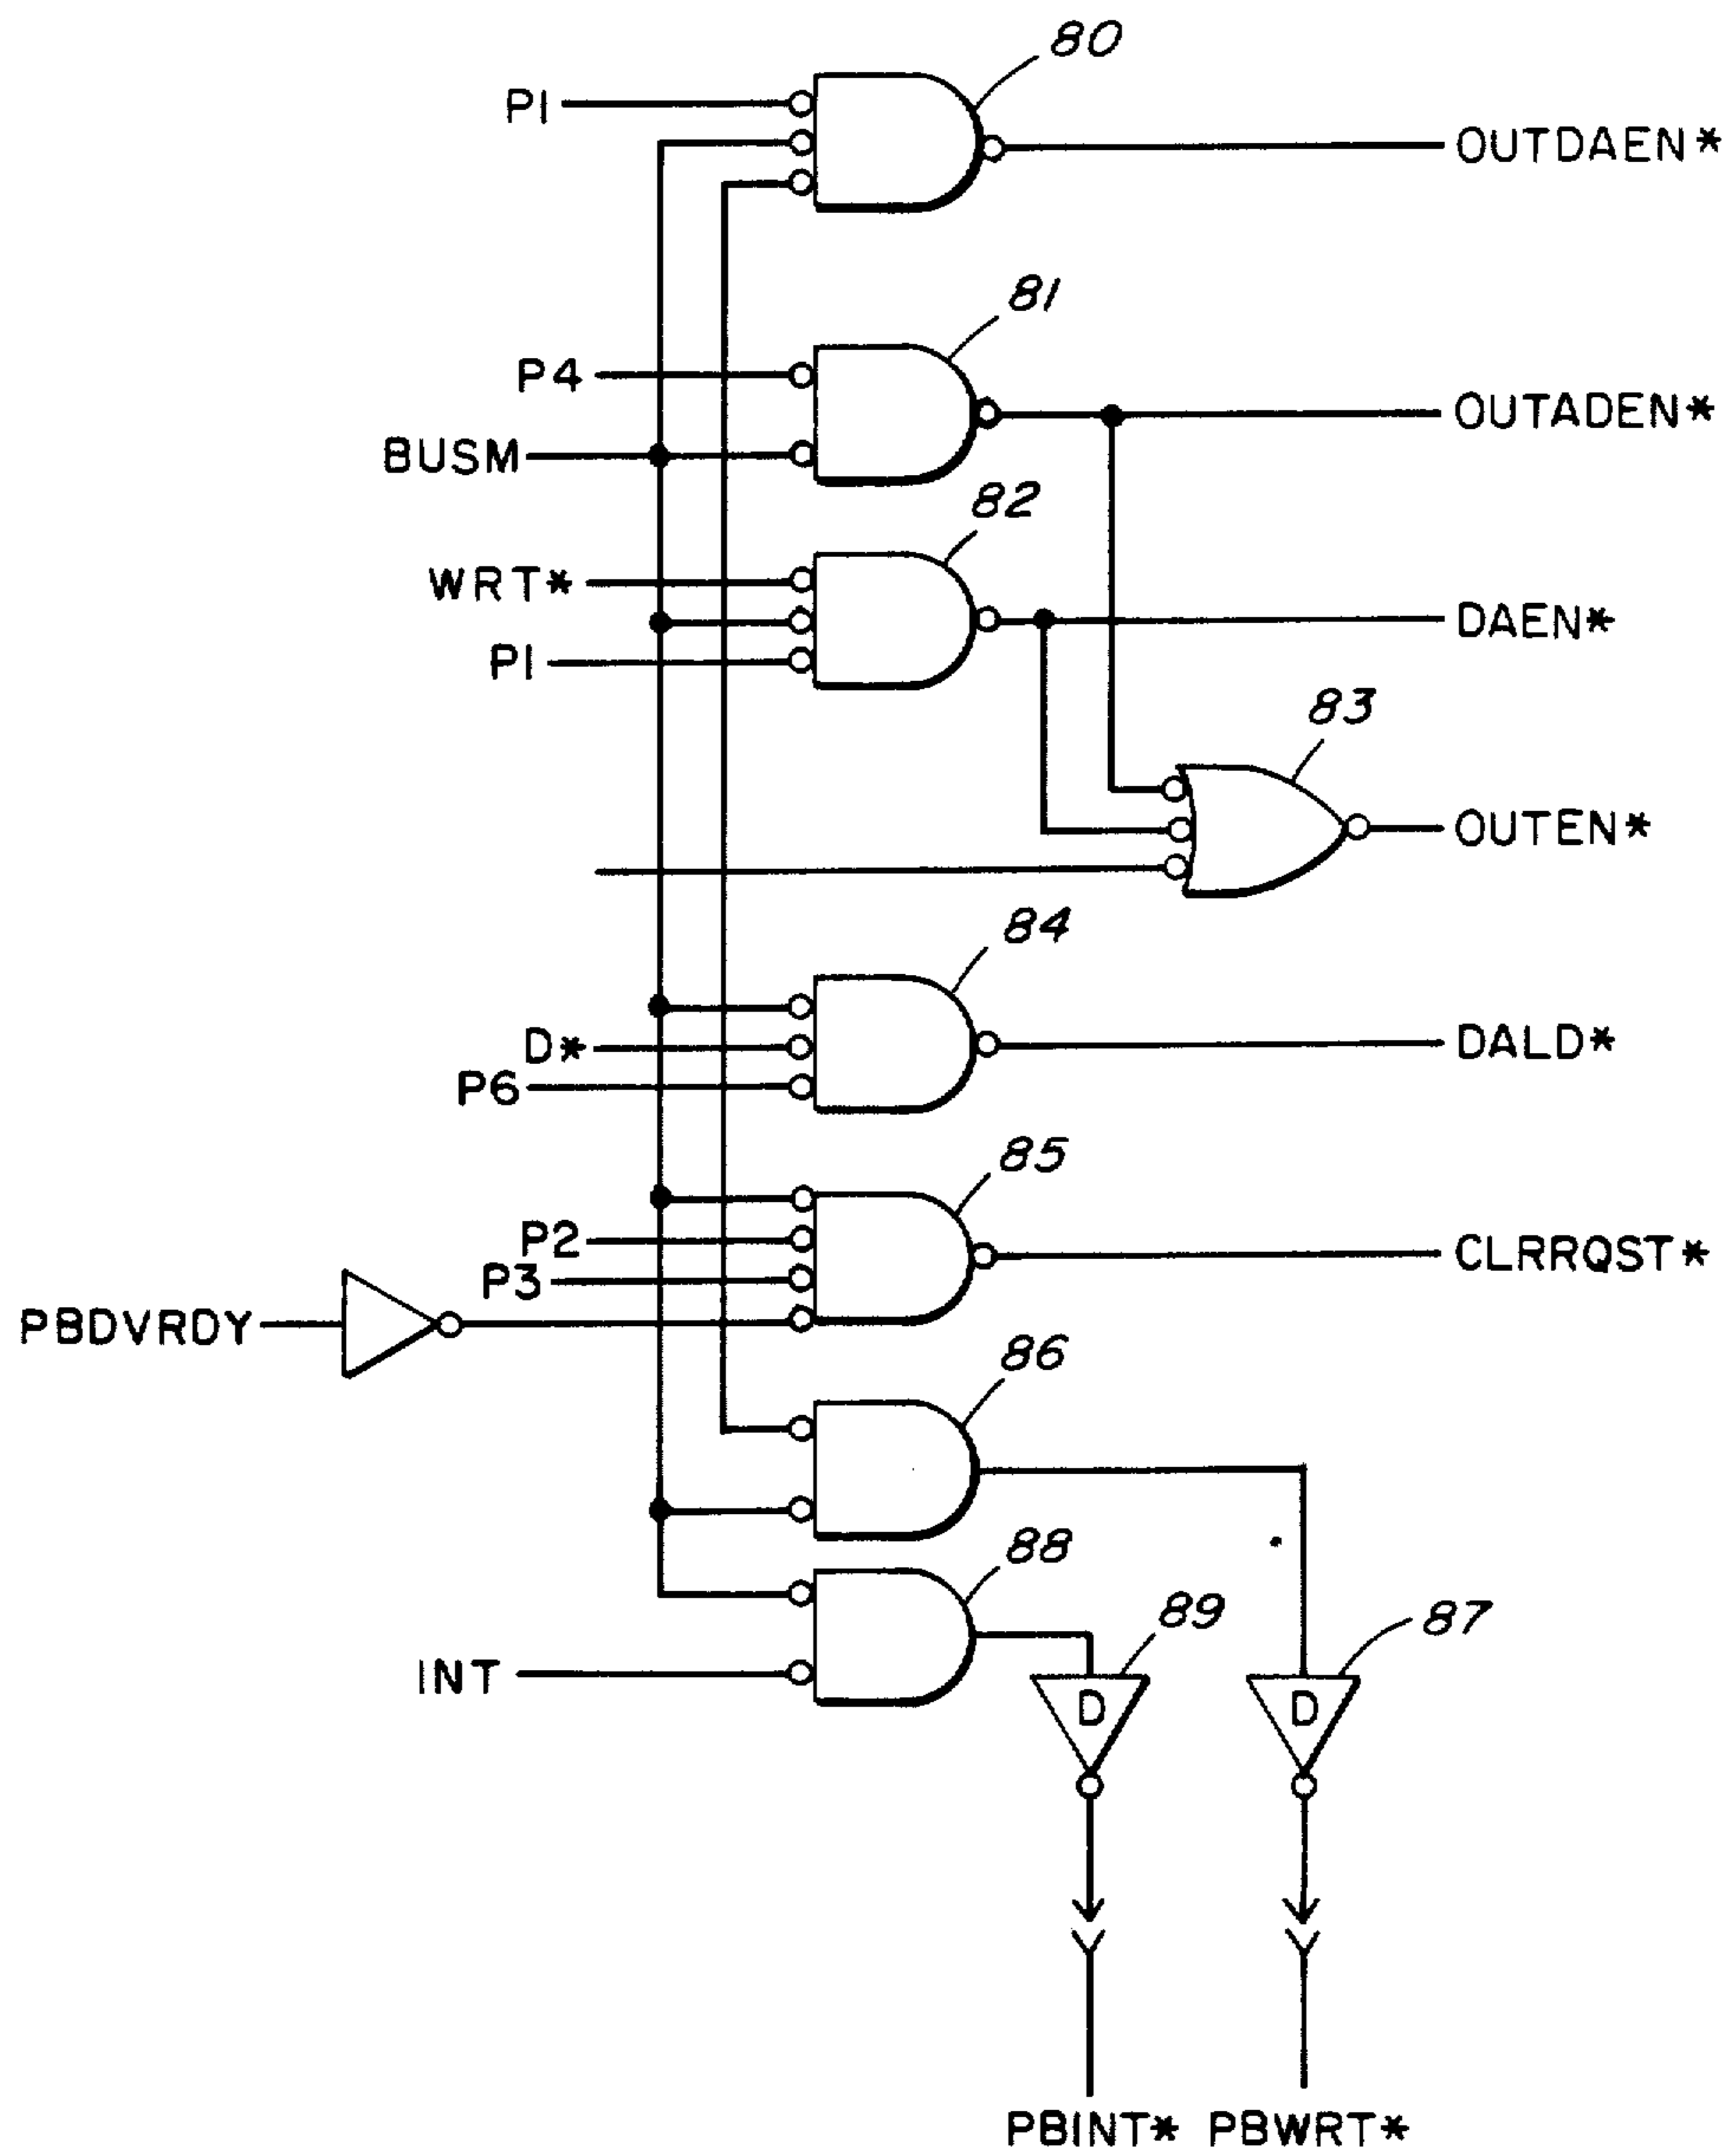 80
P1
OUTDAEN*
81
P4
OUTADEN*
BUSM
82
WRT*
DAEN*
P1
83
OUTEN*
84
D*
DALD*
P6
85
P2
CLRRQST*
P3
PBDVRDY
86
88
89
87
INT
D
D
PBINT* PBWRT*